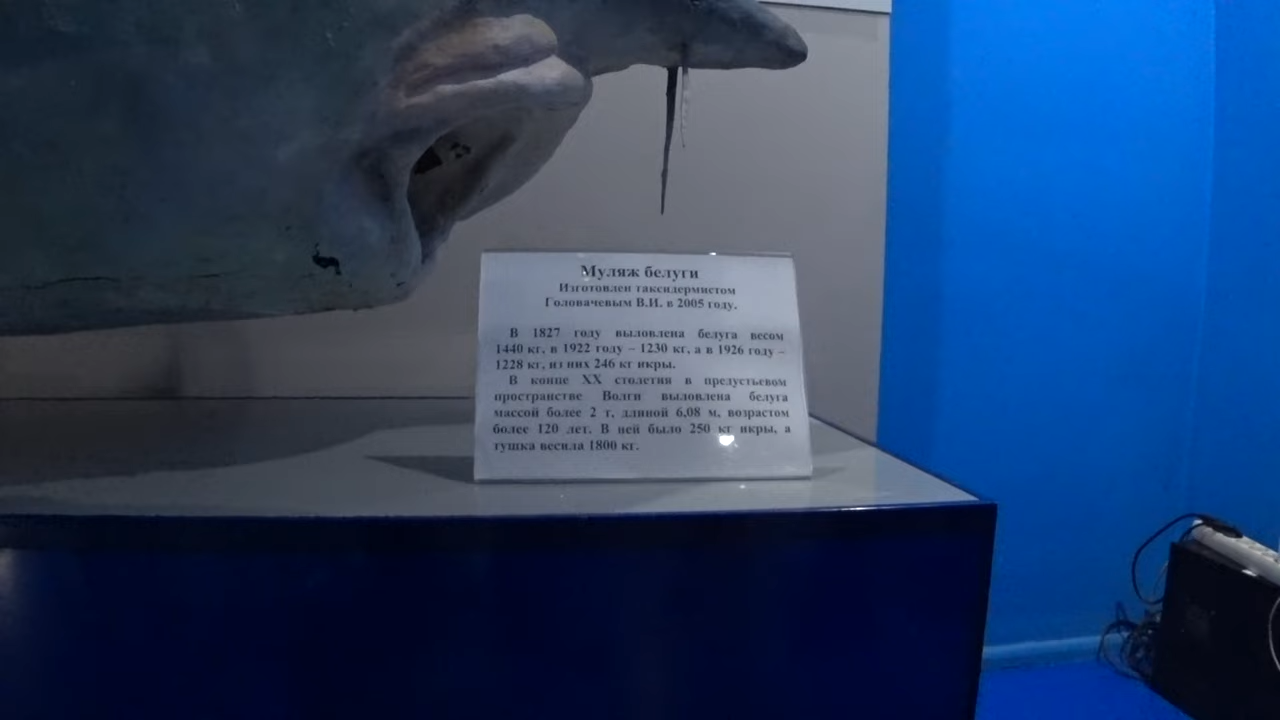 Муляж белуги
Изготовлен таксидермистом
Головачевым В.И. в 2005 году.
В 1827 году выловлена белуга весом
1440 кг, в 1922 году – 1230 кг, а в 1926 году –
1228 кг, из них 246 кг икры.
В конце XX столетия в предустьевом
пространстве Волги выловлена белуга
массой более 2 т, длиной 6,08 м, возрастом
более 120 лет. В ней было 250 кг икры, а
тушка весила 1800 кг.